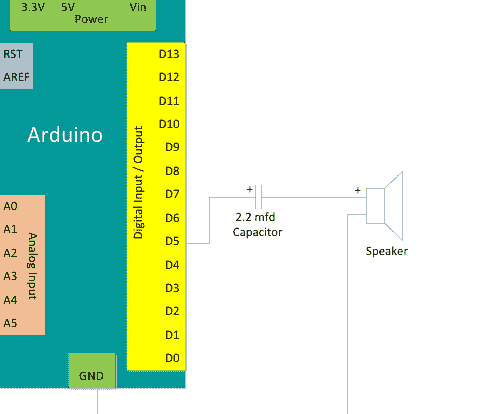 3.3V 5V Vin
Power
RST
AREF
Arduino
A0
A1
A2
A3
A4
A5
Analog Input
GND
Digital Input / Output
D13
D12
D11
D10
D9
D8
D7
D6
D5
D4
D3
D2
D1
D0
+
2.2 mfd
Capacitor
+
Speaker